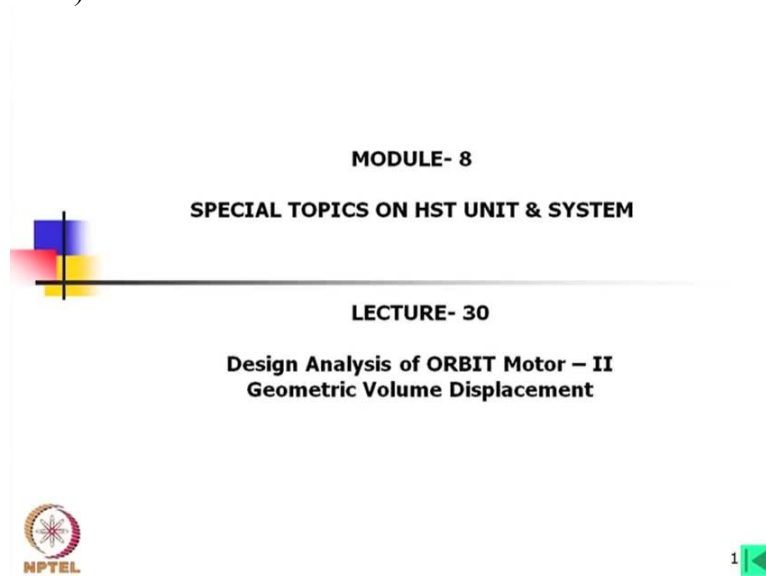 )
MODULE- 8
SPECIAL TOPICS ON HST UNIT & SYSTEM
LECTURE- 30
Design Analysis of ORBIT Motor – II
Geometric Volume Displacement
NPTEL
1